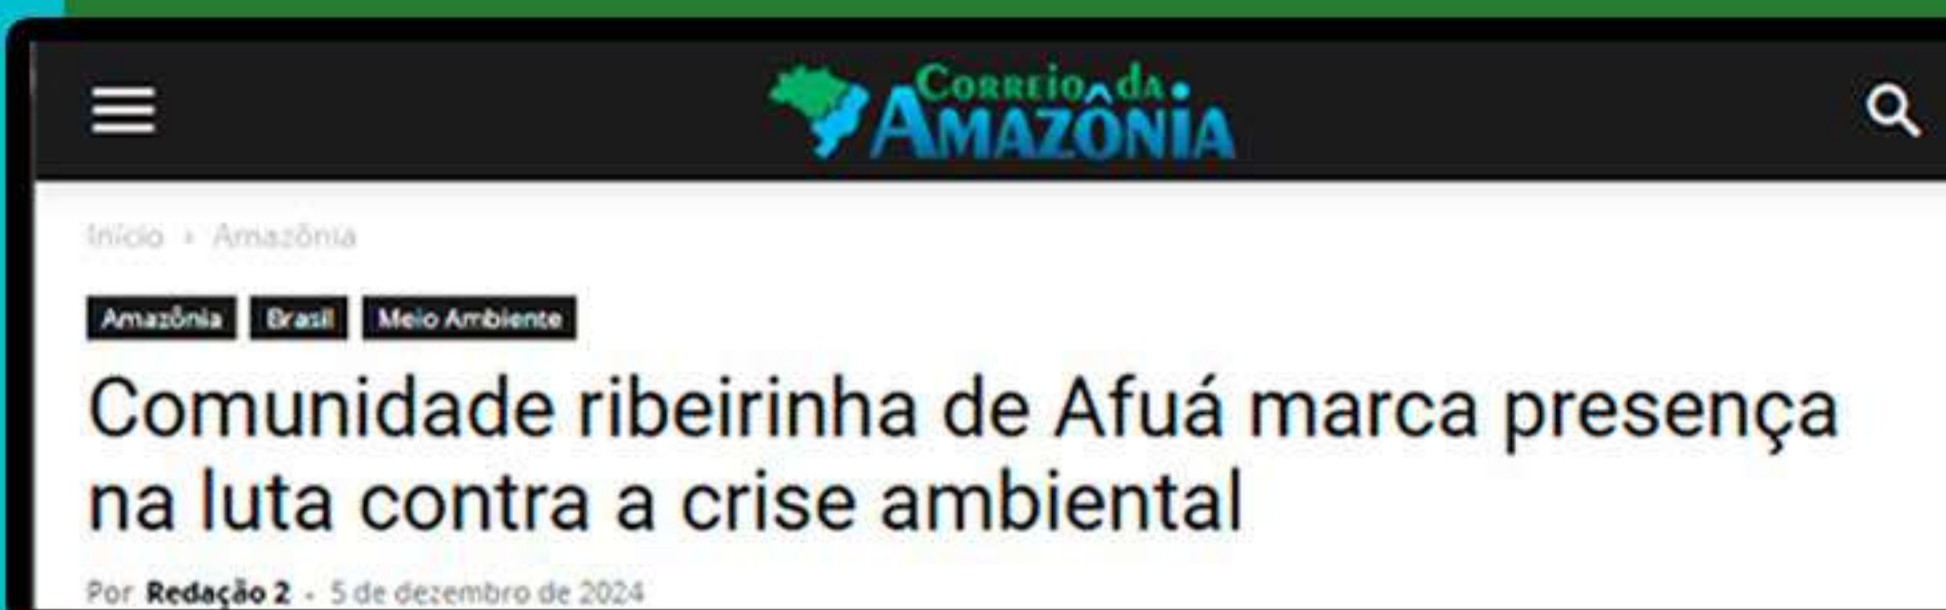 CORREIO DA
AMAZÔNIA
Início › Amazônia
Amazônia Brasil Meio Ambiente
Comunidade ribeirinha de Afuá marca presença
na luta contra a crise ambiental
Por Redação 2 - 5 de dezembro de 2024